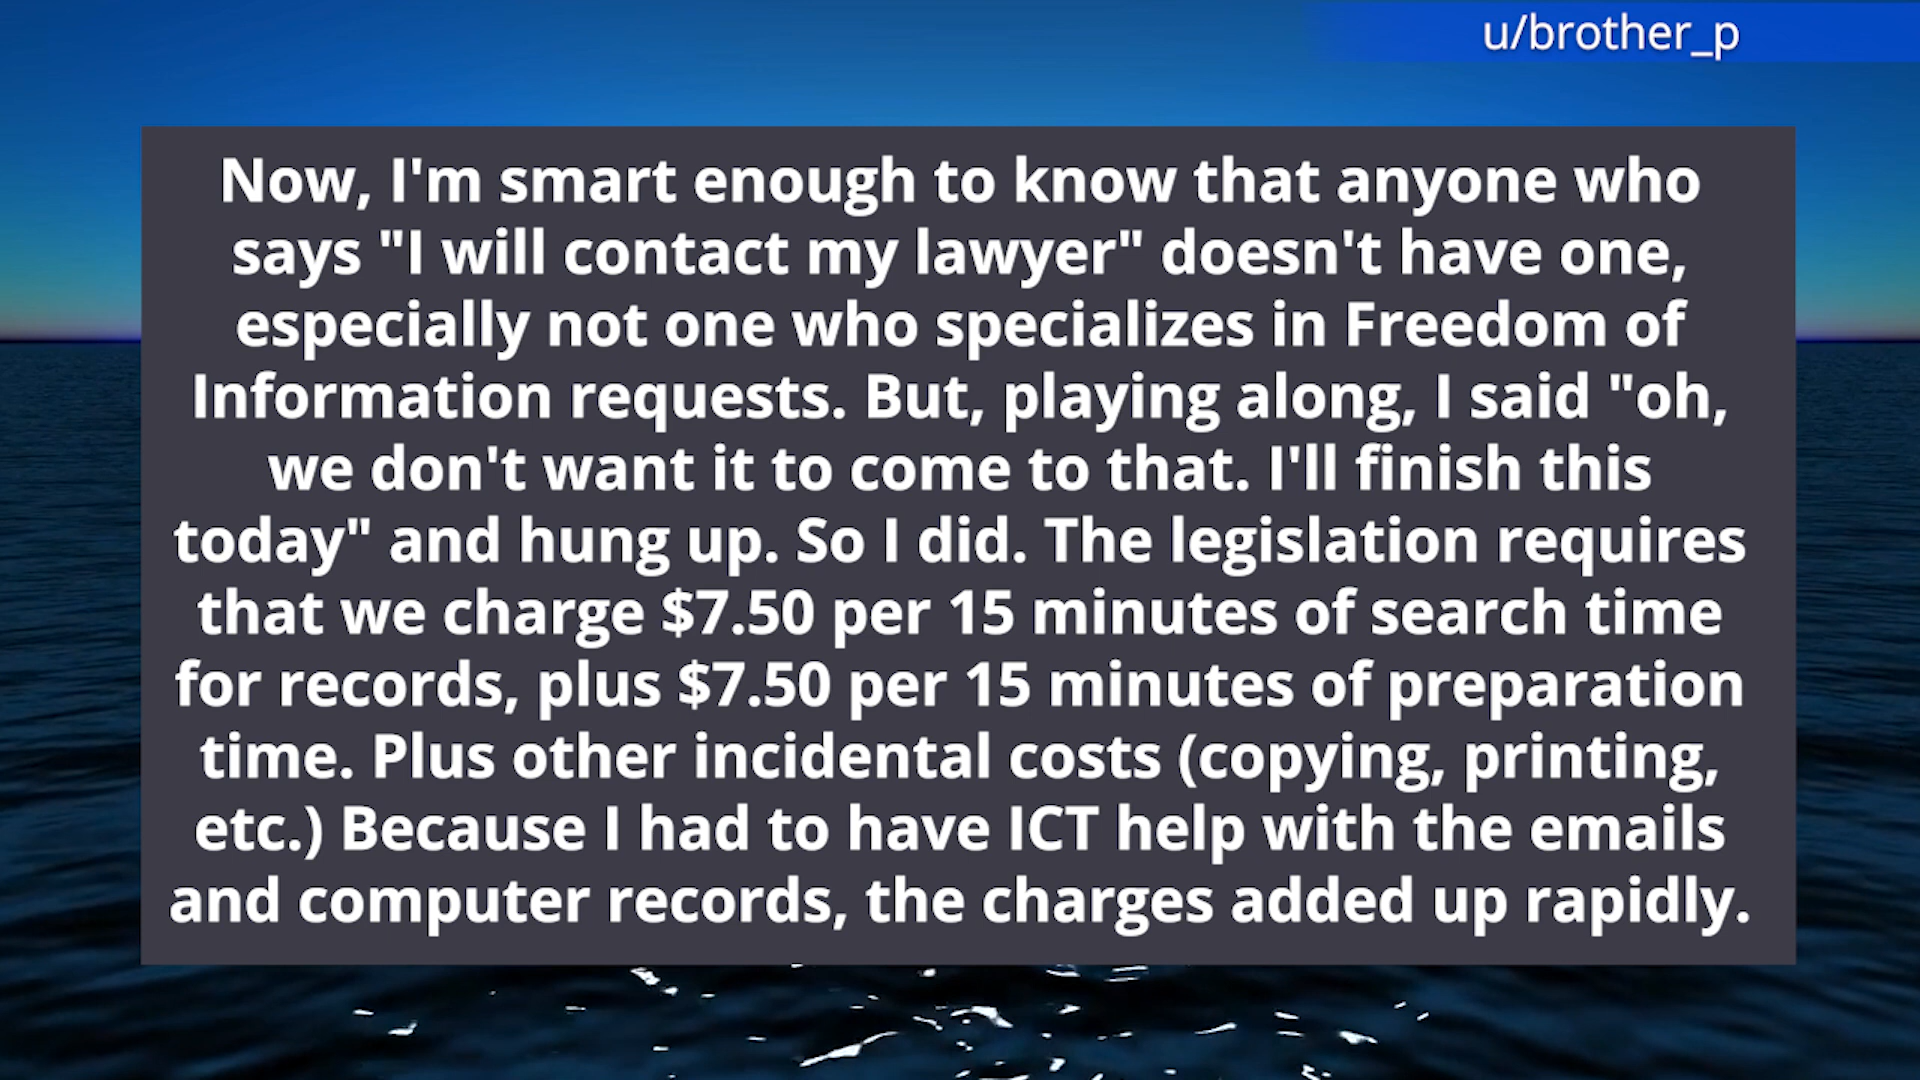 u/brother_p
Now, I'm smart enough to know that anyone who
says "I will contact my lawyer" doesn't have one,
especially not one who specializes in Freedom of
Information requests. But, playing along, I said "oh,
we don't want it to come to that. I'll finish this
today" and hung up. So I did. The legislation requires
that we charge $7.50 per 15 minutes of search time
for records, plus $7.50 per 15 minutes of preparation
time. Plus other incidental costs (copying, printing,
etc.) Because I had to have ICT help with the emails
and computer records, the charges added up rapidly.